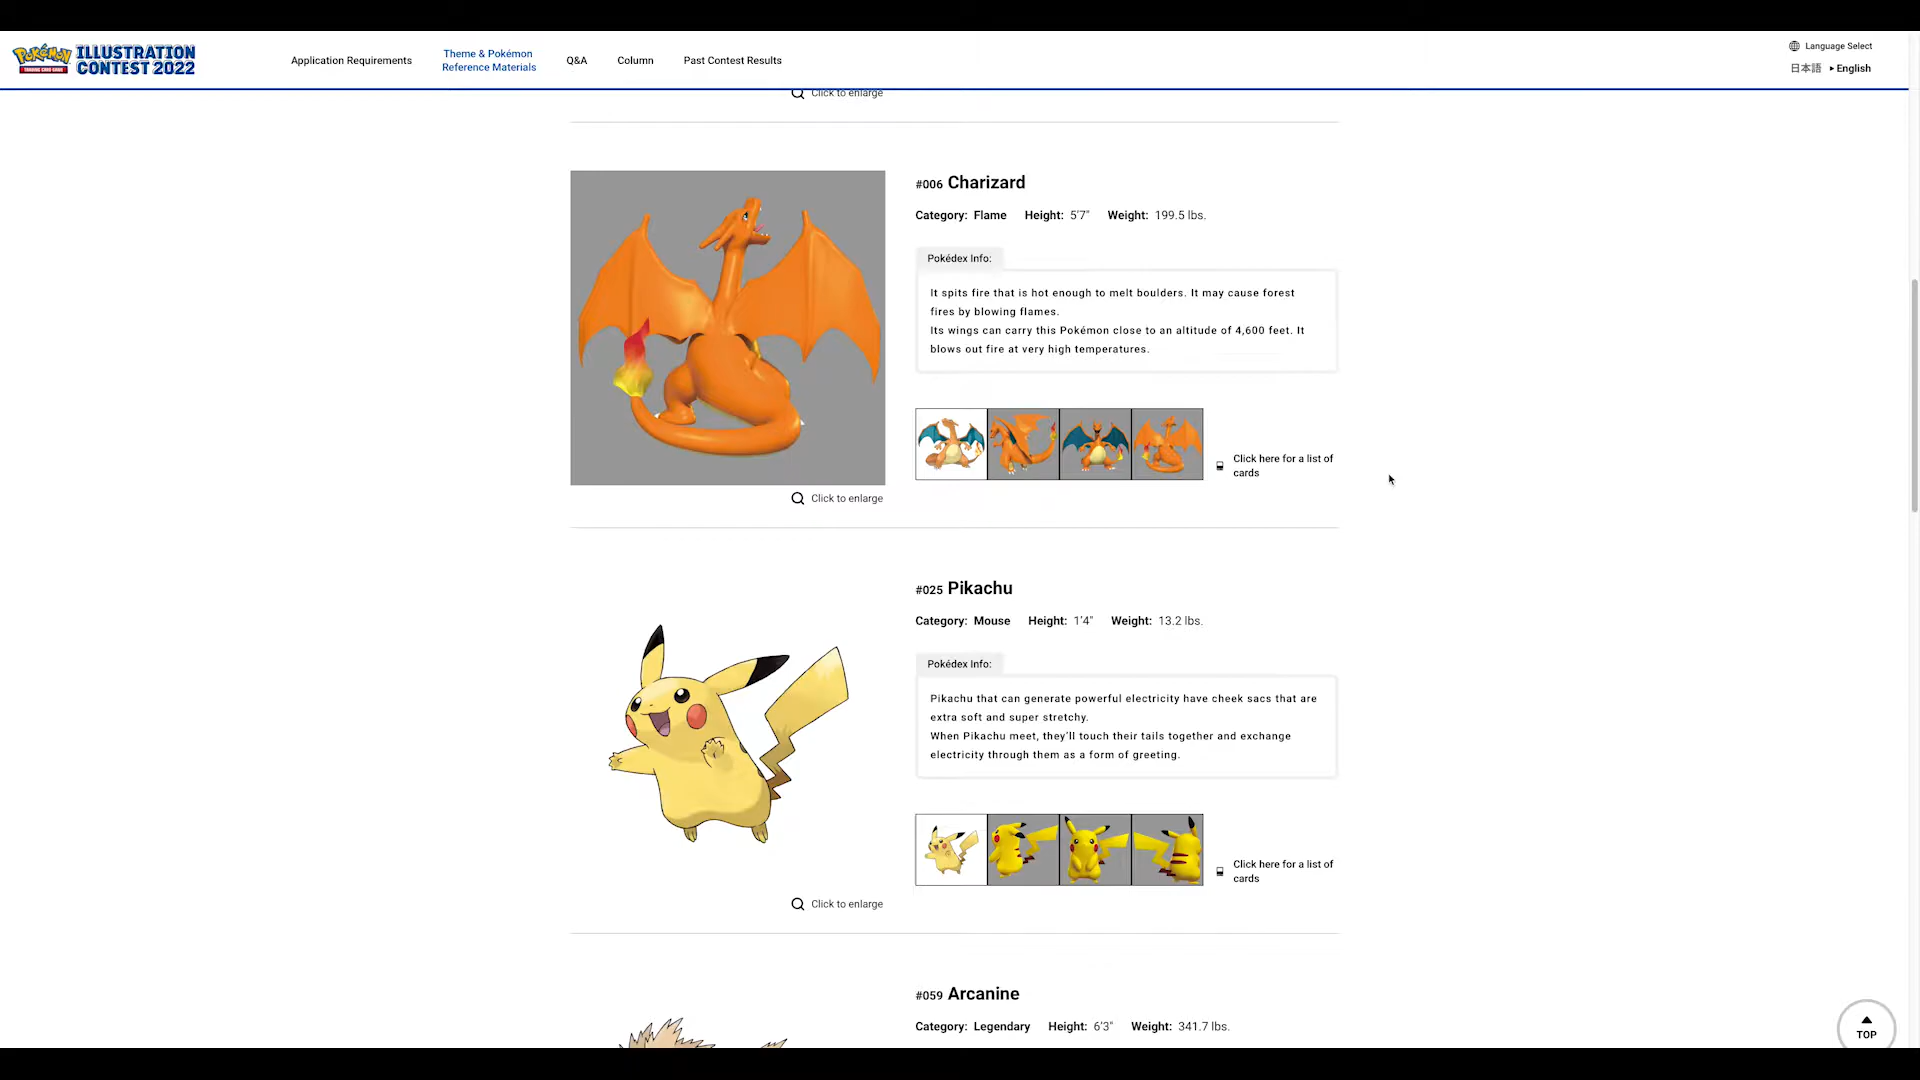 Pokémon
TRADING CARD GAME
ILLUSTRATION
CONTEST 2022
Application Requirements
Theme & Pokémon
Reference Materials
Q&A
Column
Past Contest Results
Language Select
日本語 ▸ English
Click to enlarge
#006 Charizard
Category: Flame Height: 5'7" Weight: 199.5 lbs.
Pokédex Info:
It spits fire that is hot enough to melt boulders. It may cause forest
fires by blowing flames.
Its wings can carry this Pokémon close to an altitude of 4,600 feet. It
blows out fire at very high temperatures.
Click here for a list of
cards
Click to enlarge
#025 Pikachu
Category: Mouse Height: 1'4" Weight: 13.2 lbs.
Pokédex Info:
Pikachu that can generate powerful electricity have cheek sacs that are
extra soft and super stretchy.
When Pikachu meet, they'll touch their tails together and exchange
electricity through them as a form of greeting.
Click here for a list of
cards
Click to enlarge
#059 Arcanine
Category: Legendary Height: 6'3" Weight: 341.7 lbs.
TOP